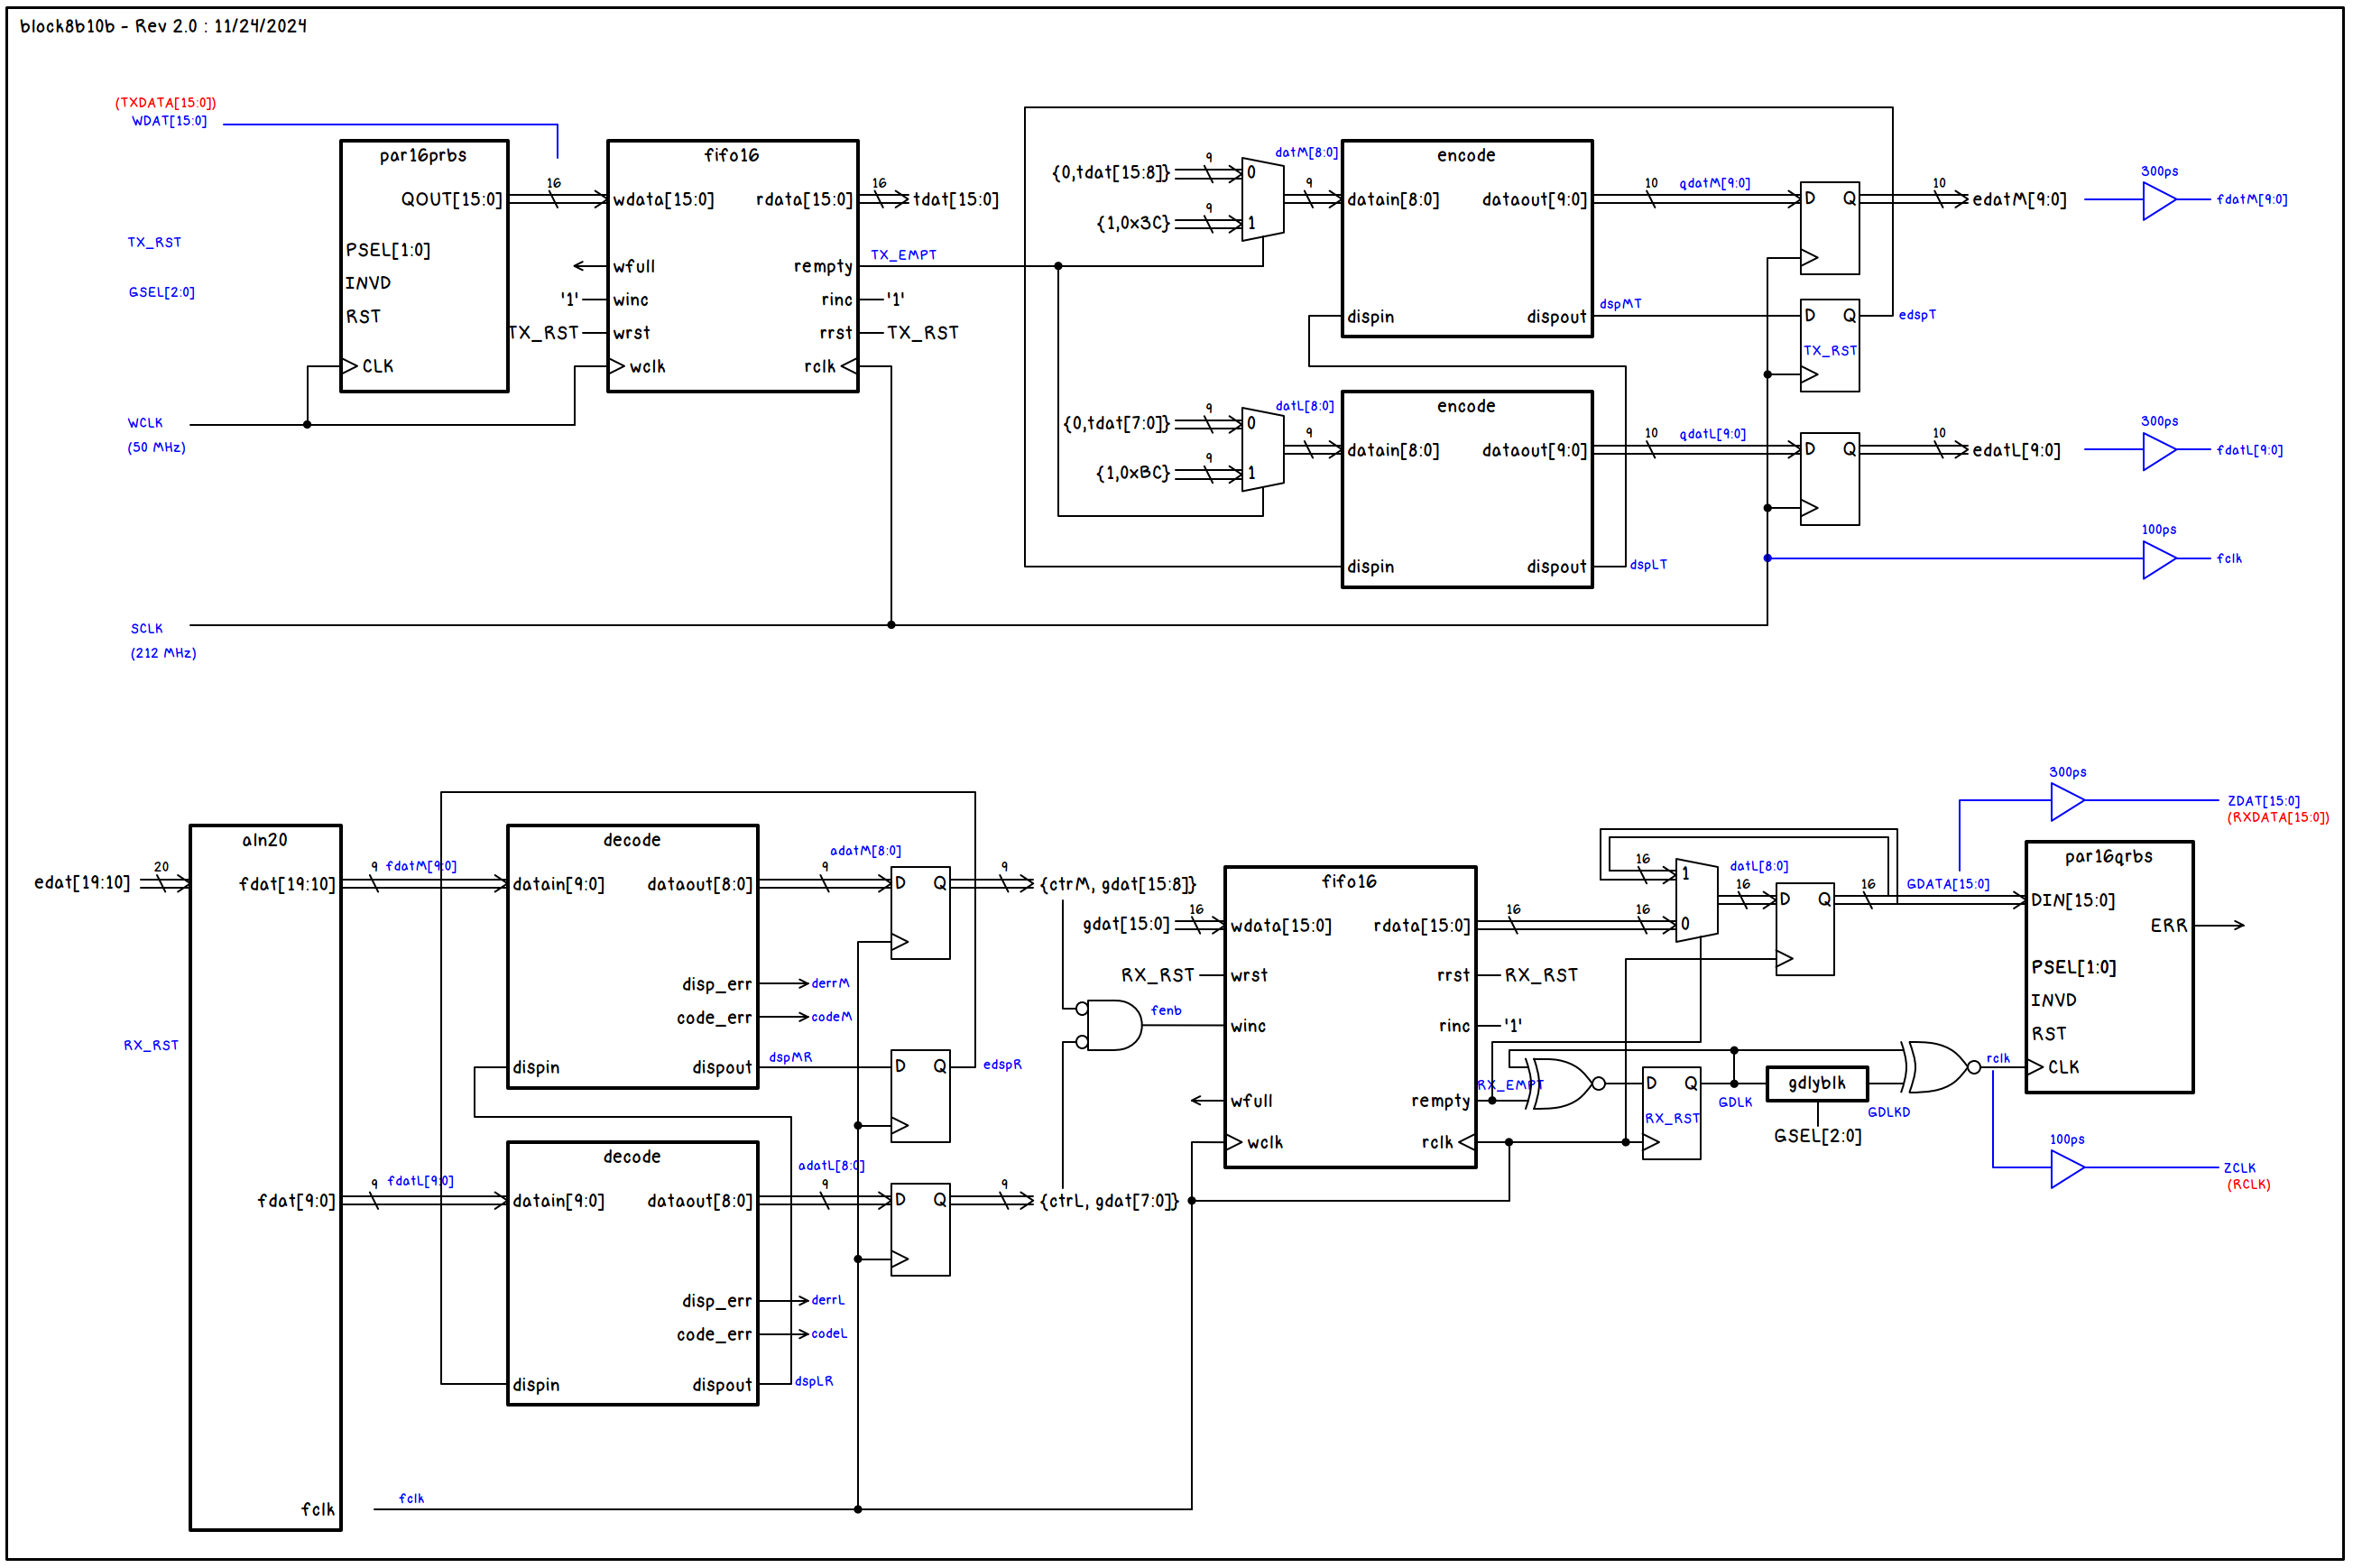 block8b10b - Rev 2.0 : 11/24/2024
(TXDATA[15:0])
WDAT[15:0]
TX_RST
GSEL[2:0]
WCLK
(50 MHz)
SCLK
(212 MHz)
par16prbs
QOUT[15:0]
PSEL[1:0]
INVD
RST
CLK
16
fifo16
wdata[15:0]
rdata[15:0]
wfull
rempty
'1'
winc
rinc
'1'
TX_RST
wrst
rrst
TX_RST
wclk
rclk
16
tdat[15:0]
TX_EMPT
{0,tdat[15:8]}
9
0
{1,0x3C}
9
1
datM[8:0]
9
encode
datain[8:0]
dataout[9:0]
dispin
dispout
10
qdatM[9:0]
D
Q
10
edatM[9:0]
300ps
fdatM[9:0]
dspMT
D
Q
TX_RST
edspT
{0,tdat[7:0]}
9
0
{1,0xBC}
9
1
datL[8:0]
9
encode
datain[8:0]
dataout[9:0]
dispin
dispout
dspLT
10
qdatL[9:0]
D
Q
10
edatL[9:0]
300ps
fdatL[9:0]
100ps
fclk
edat[19:10]
20
RX_RST
aln20
fdat[19:10]
fdat[9:0]
fclk
fclk
9
fdatM[9:0]
decode
datain[9:0]
dataout[8:0]
disp_err
code_err
dispin
dispout
derrM
codeM
dspMR
adatM[8:0]
9
D
Q
9
{ctrM, gdat[15:8]}
D
Q
edspR
9
fdatL[9:0]
decode
datain[9:0]
dataout[8:0]
disp_err
code_err
dispin
dispout
derrL
codeL
dspLR
adatL[8:0]
9
D
Q
9
{ctrL, gdat[7:0]}
gdat[15:0]
16
RX_RST
fenb
fifo16
wdata[15:0]
rdata[15:0]
wrst
rrst
RX_RST
winc
rinc
'1'
wfull
rempty
wclk
rclk
16
16
16
1
0
datL[8:0]
16
D
Q
16
GDATA[15:0]
RX_EMPT
D
Q
RX_RST
GDLK
gdlyblk
GSEL[2:0]
GDLKD
rclk
par16qrbs
DIN[15:0]
ERR
PSEL[1:0]
INVD
RST
CLK
300ps
ZDAT[15:0]
(RXDATA[15:0])
100ps
ZCLK
(RCLK)